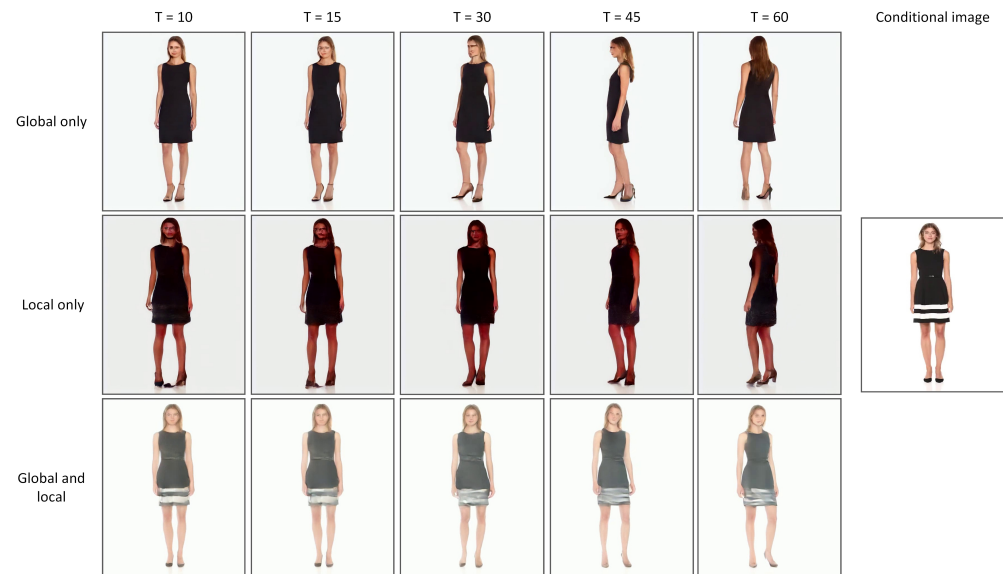 T = 10
T = 15
T = 30
T = 45
T = 60
Conditional image
Global only
Local only
Global and
local